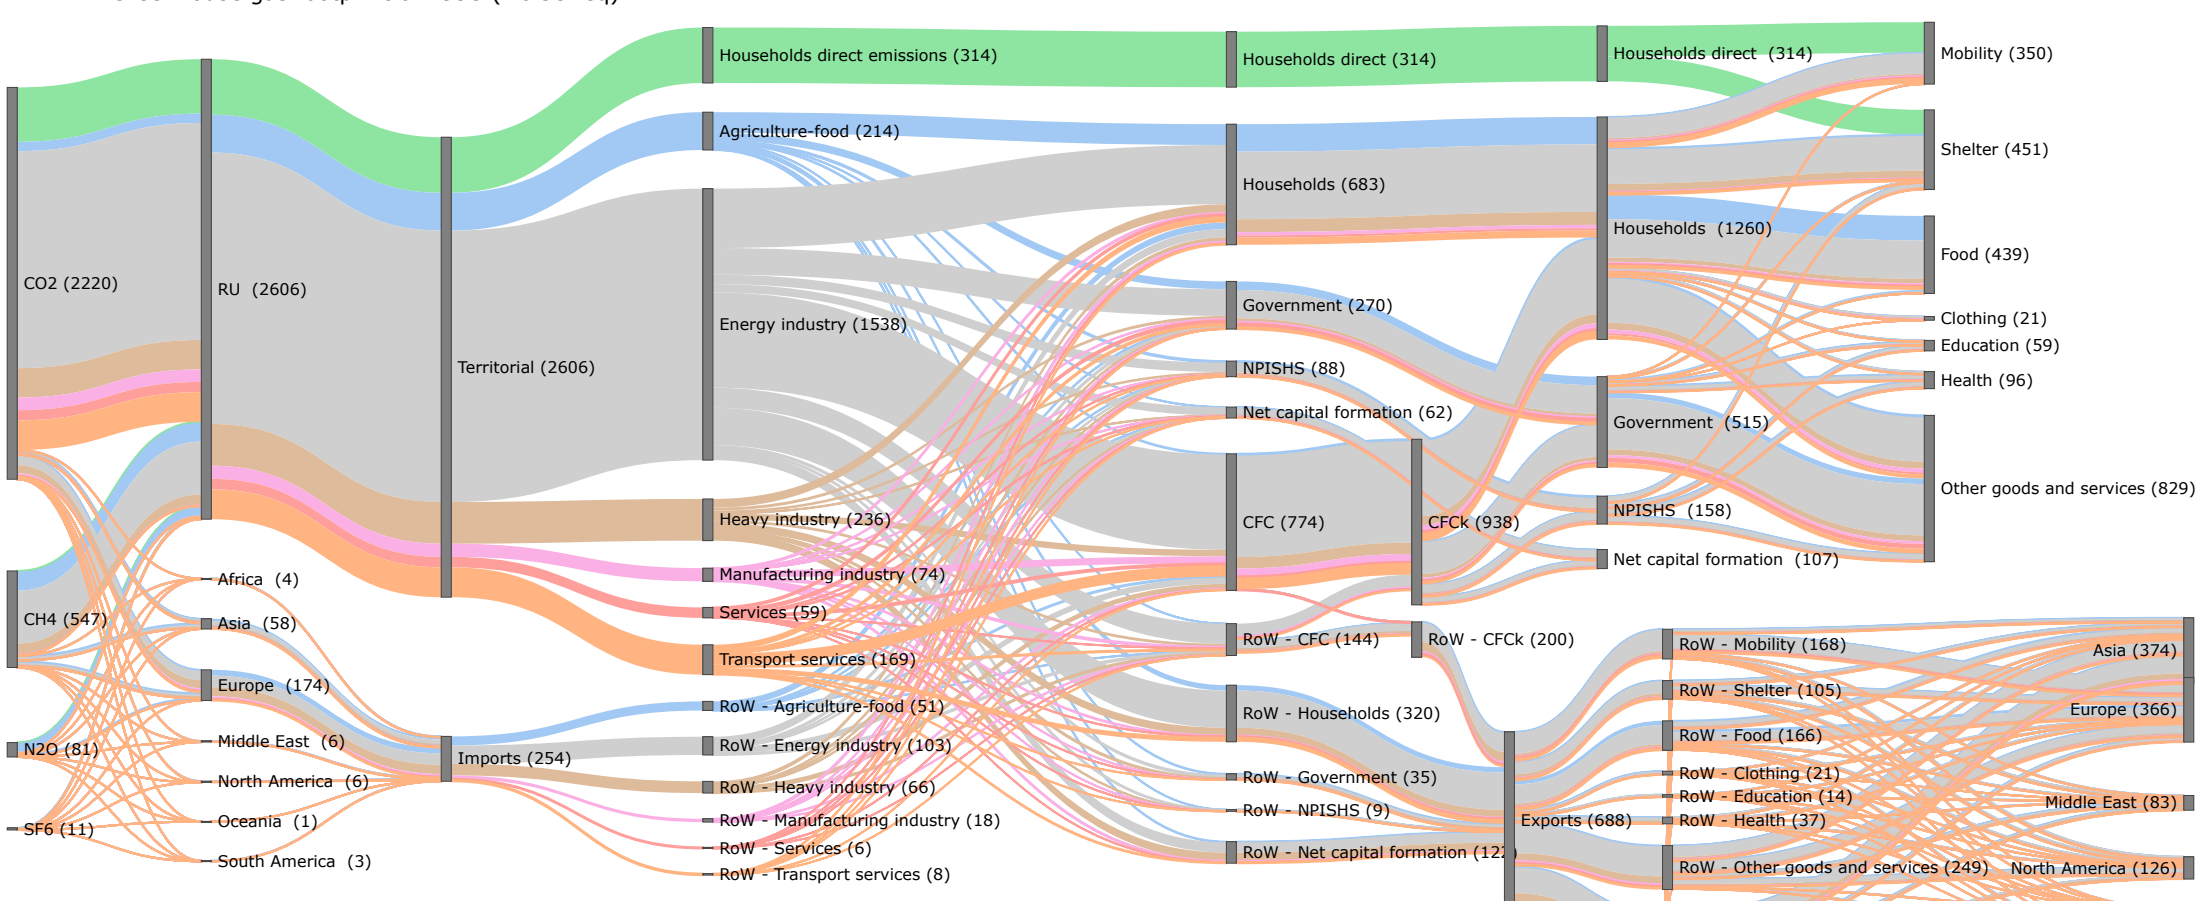 CO2 (2220)
CH4 (547)
N2O (81)
SF6 (11)
RU (2606)
Africa (4)
Asia (58)
Europe (174)
Middle East (6)
North America (6)
Oceania (1)
South America (3)
Territorial (2606)
Imports (254)
Households direct emissions (314)
Agriculture-food (214)
Energy industry (1538)
Heavy industry (236)
Manufacturing industry (74)
Services (59)
Transport services (169)
RoW - Agriculture-food (51)
RoW - Energy industry (103)
RoW - Heavy industry (66)
RoW - Manufacturing industry (18)
RoW - Services (6)
RoW - Transport services (8)
Households direct (314)
Households (683)
Government (270)
NPISHS (88)
Net capital formation (62)
CFC (774)
RoW - CFC (144)
RoW - Households (320)
RoW - Government (35)
RoW - NPISHS (9)
RoW - Net capital formation (122)
CFCk (938)
RoW - CFCk (200)
Households direct (314)
Households (1260)
Government (515)
NPISHS (158)
Net capital formation (107)
Exports (688)
Mobility (350)
Shelter (451)
Food (439)
Clothing (21)
Education (59)
Health (96)
Other goods and services (829)
RoW - Mobility (168)
RoW - Shelter (105)
RoW - Food (166)
RoW - Clothing (21)
RoW - Education (14)
RoW - Health (37)
RoW - Other goods and services (249)
Asia (374)
Europe (366)
Middle East (83)
North America (126)